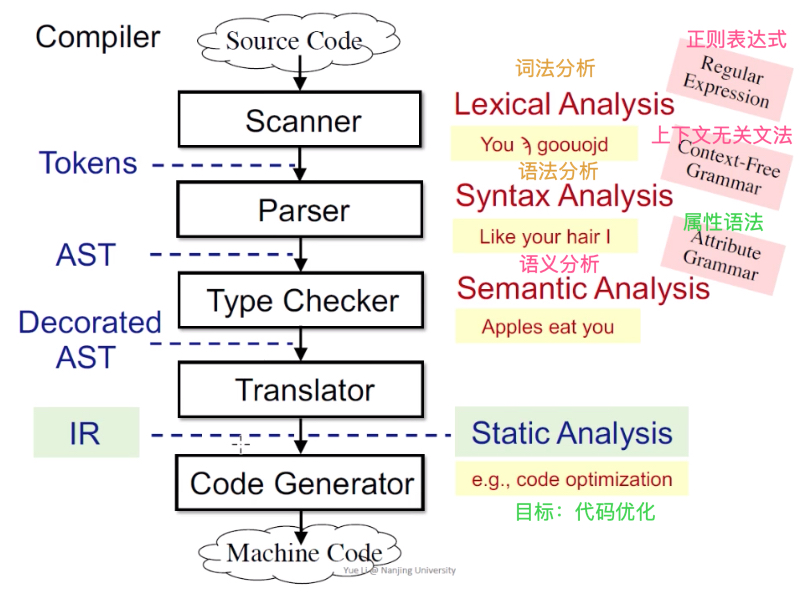 Compiler
Source Code
正则表达式
Regular
Expression
词法分析
Scanner
Lexical Analysis
You goouojd
上下文无关文法
Context-Free
Grammar
Tokens
语法分析
Parser
Syntax Analysis
Like your hair I
属性语法
Attribute
Grammar
AST
语义分析
Type Checker
Semantic Analysis
Apples eat you
Decorated
AST
Translator
IR
Static Analysis
Code Generator
e.g., code optimization
目标：代码优化
Machine Code
Yue Li @ Nanjing University